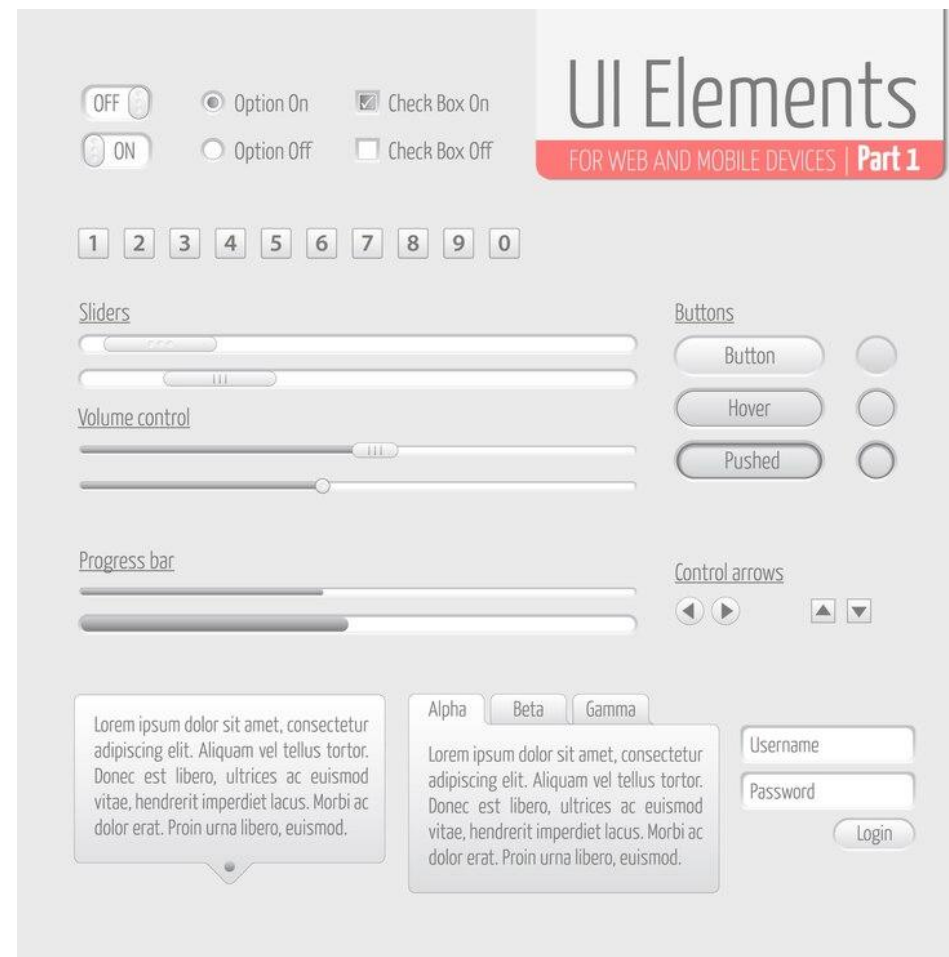 UI Elements
FOR WEB AND MOBILE DEVICES | Part 1
OFF
Option On
Check Box On
ON
Option Off
Check Box Off
1 2 3 4 5 6 7 8 9 0
Sliders
Volume control
Buttons
Button
Hover
Pushed
Progress bar
Control arrows
Lorem ipsum dolor sit amet, consectetur
adipiscing elit. Aliquam vel tellus tortor.
Donec est libero, ultrices ac euismod
vitae, hendrerit imperdiet lacus. Morbi ac
dolor erat. Proin urna libero, euismod.
Alpha
Beta
Gamma
Lorem ipsum dolor sit amet, consectetur
adipiscing elit. Aliquam vel tellus tortor.
Donec est libero, ultrices ac euismod
vitae, hendrerit imperdiet lacus. Morbi ac
dolor erat. Proin urna libero, euismod.
Username
Password
Login